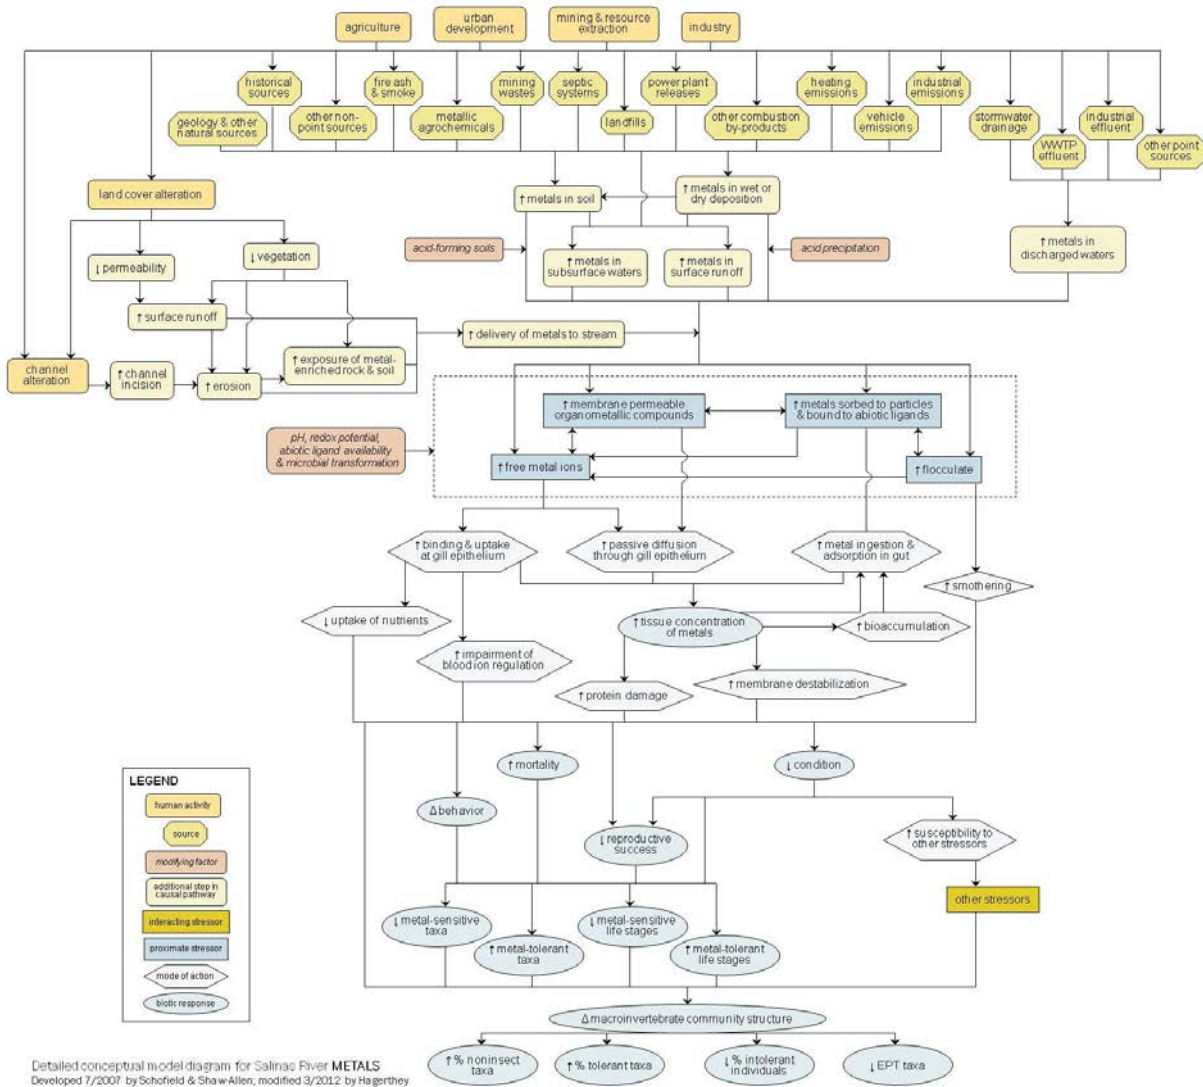 agriculture
urban
development
mining & resource
extraction
industry
historical
sources
fire ash
& smoke
mining
wastes
septic
systems
power plant
releases
heating
emissions
industrial
emissions
geology & other
natural sources
other non-
point sources
metallic
agrochemicals
landfills
other combustion
by-products
vehicle
emissions
stormwater
drainage
WWTP
effluent
industrial
effluent
other point
sources
land cover alteration
↑ metals in soil
↑ metals in wet or
dry deposition
acid-forming soils
acid precipitation
↑ metals in
subsurface waters
↑ metals in
surface runoff
↑ metals in
discharged waters
↓ permeability
↓ vegetation
↑ surface runoff
↑ delivery of metals to stream
channel
alteration
↑ channel
incision
↑ erosion
↑ exposure of metal-
enriched rock & soil
↑ membrane permeable
organometallic compounds
↑ metals sorbed to particles
& bound to abiotic ligands
pH, redox potential,
abiotic ligand availability
& microbial transformation
↑ free metal ions
↑ flocculate
↑ binding & uptake
at gill epithelium
↑ passive diffusion
through gill epithelium
↑ metal ingestion &
adsorption in gut
↑ smothering
↓ uptake of nutrients
↑ tissue concentration
of metals
↑ bioaccumulation
↑ impairment of
blood ion regulation
↑ protein damage
↑ membrane destabilization
↑ mortality
↓ condition
Δ behavior
↓ reproductive
success
↑ susceptibility to
other stressors
other stressors
↓ metal-sensitive
taxa
↑ metal-tolerant
taxa
↓ metal-sensitive
life stages
↑ metal-tolerant
life stages
Δ macroinvertebrate community structure
↑ % noninsect
taxa
↑ % tolerant taxa
↓ % intolerant
individuals
↓ EPT taxa
LEGEND
human activity
source
modifying factor
additional step in
causal pathway
interacting stressor
proximate stressor
mode of action
biotic response
Detailed conceptual model diagram for Salinas River METALS
Developed 7/2007 by Schofield & Shaw-Allen; modified 3/2012 by Hagerthey